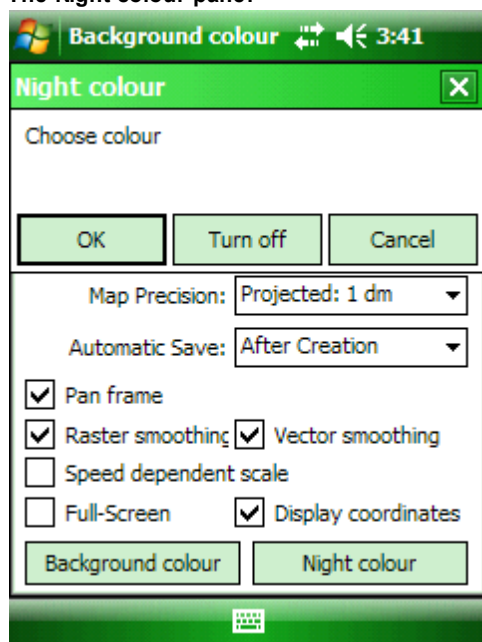 The Night colour panel
Background colour 3:41
Night colour
Choose colour
OK Turn off Cancel
Map Precision: Projected: 1 dm
Automatic Save: After Creation
Pan frame
Raster smoothing Vector smoothing
Speed dependent scale
Full-Screen Display coordinates
Background colour Night colour